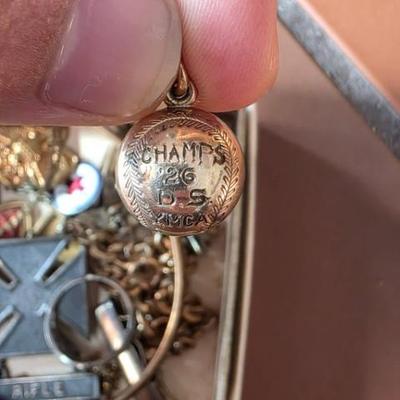 CHAMPS
'26
D.S.
YMCA
RIFLE